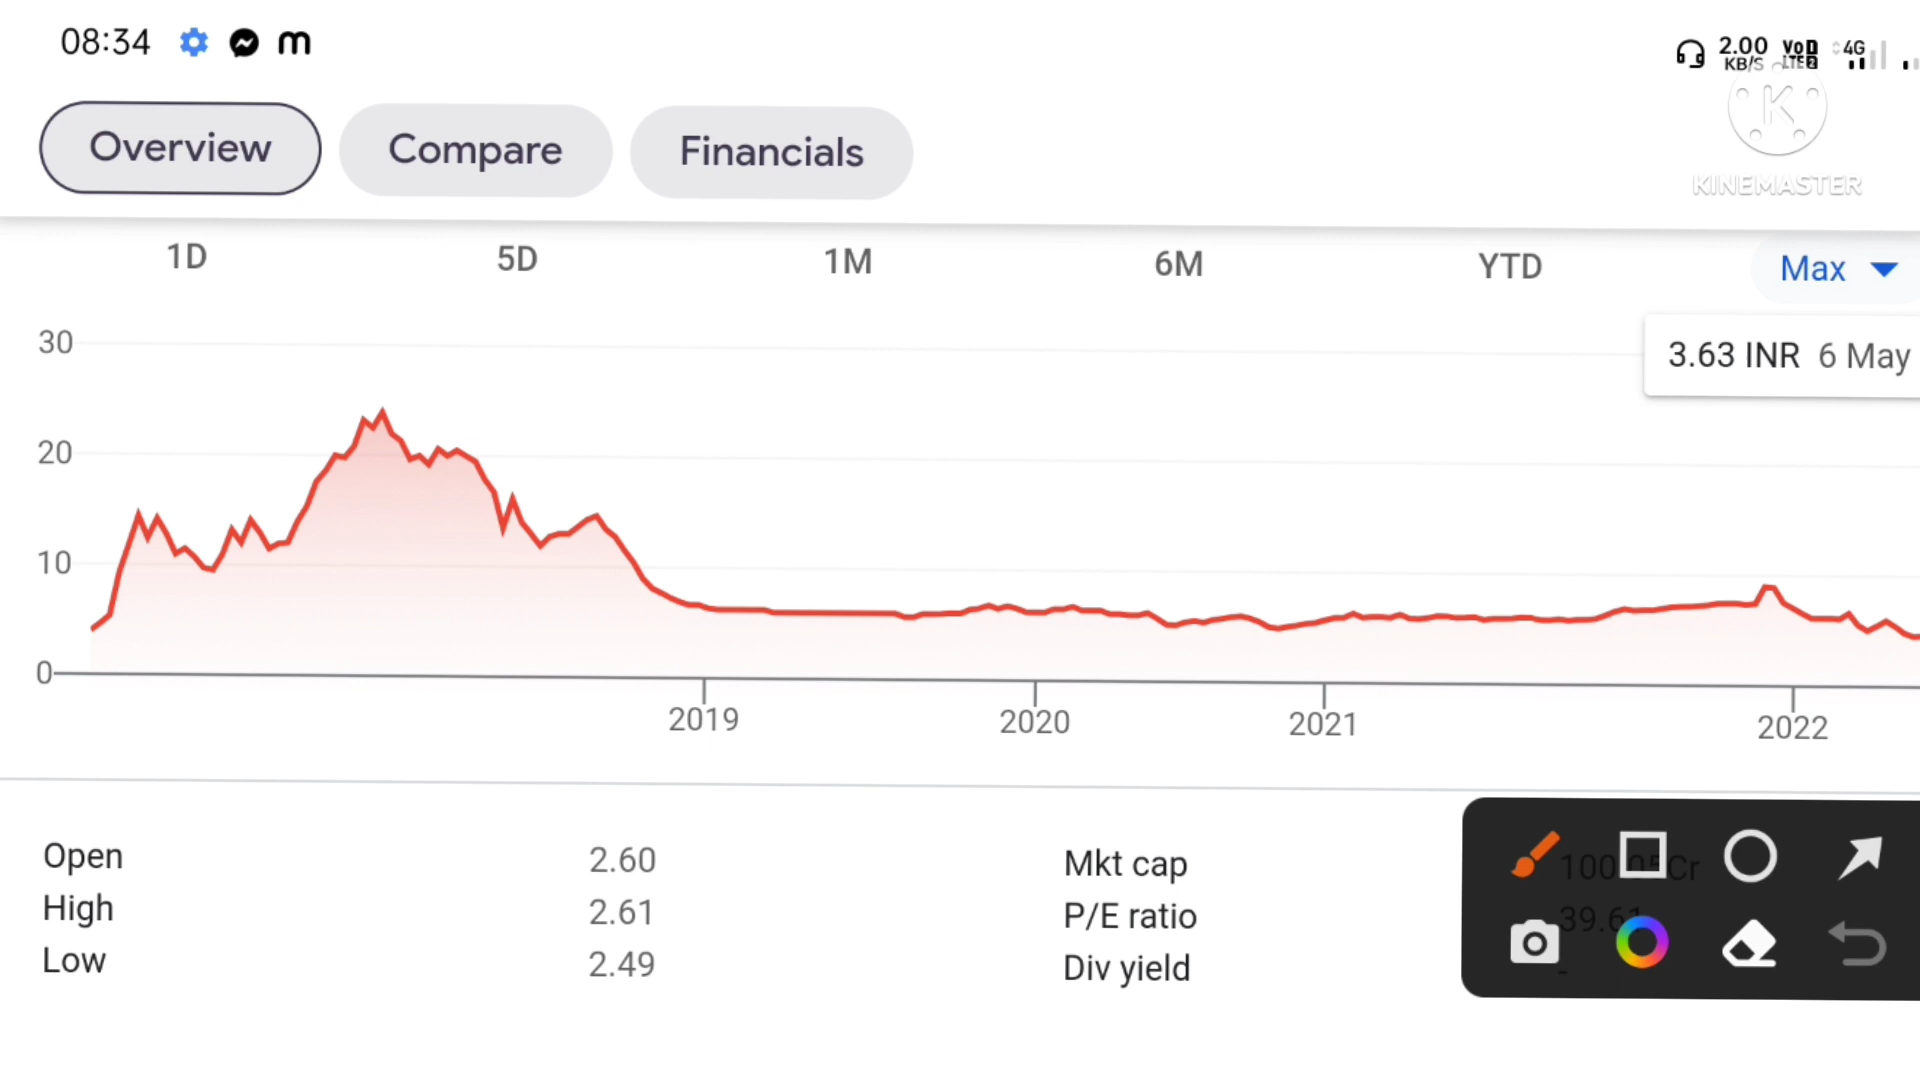 08:34 m 2.00 KB/S VoD LTE2 4G
Overview Compare Financials
KINEMASTER
1D 5D 1M 6M YTD Max
30
3.63 INR 6 May
20
10
0
2019 2020 2021 2022
Open 2.60 Mkt cap
High 2.61 P/E ratio
Low 2.49 Div yield -